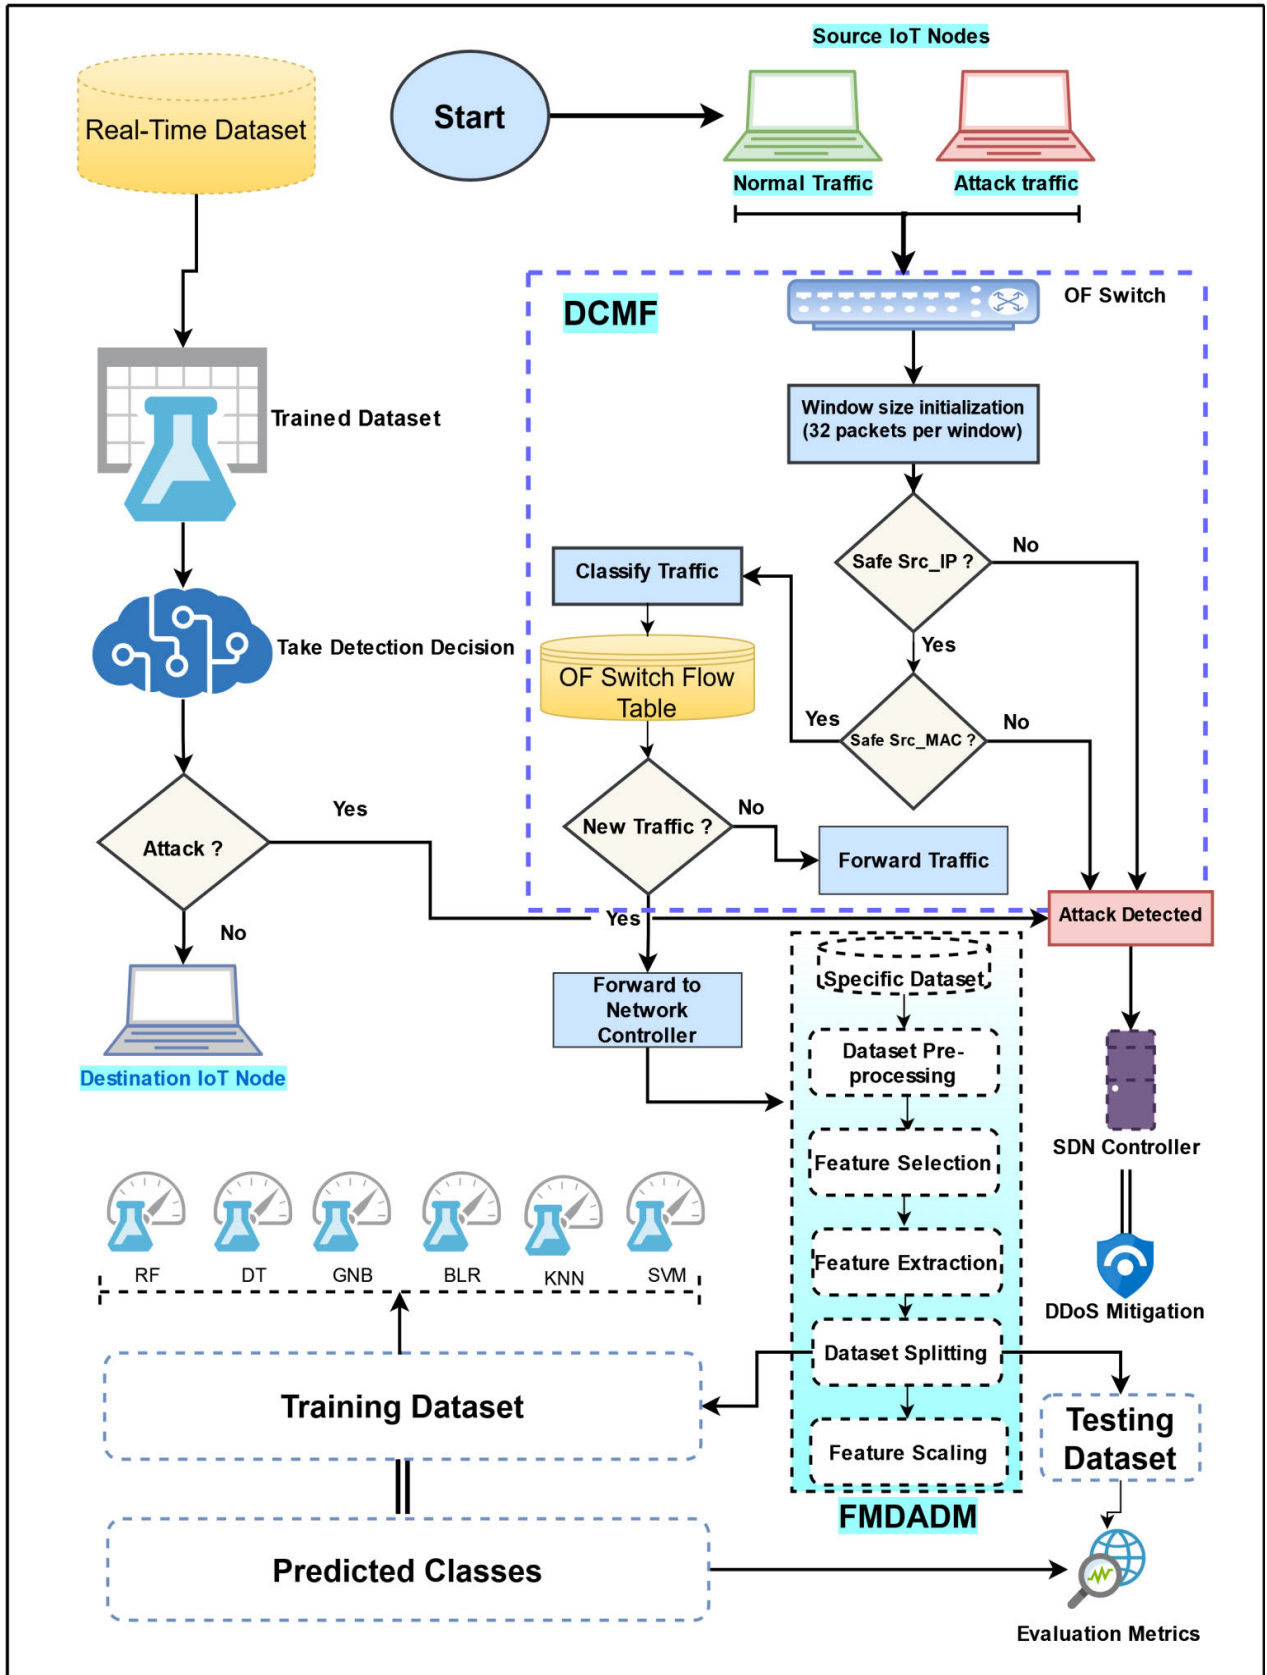 Source IoT Nodes
Real-Time Dataset
Start
Normal Traffic
Attack traffic
DCMF
OF Switch
Window size initialization
(32 packets per window)
Trained Dataset
Safe Src_IP ?
No
Yes
Classify Traffic
OF Switch Flow
Table
Take Detection Decision
Safe Src_MAC ?
Yes
No
New Traffic ?
No
Forward Traffic
Attack ?
Yes
No
Yes
Attack Detected
Destination IoT Node
Forward to
Network
Controller
Specific Dataset
Dataset Pre-
processing
Feature Selection
Feature Extraction
Dataset Splitting
Feature Scaling
FMDADM
SDN Controller
DDoS Mitigation
RF
DT
GNB
BLR
KNN
SVM
Training Dataset
Testing
Dataset
Predicted Classes
Evaluation Metrics